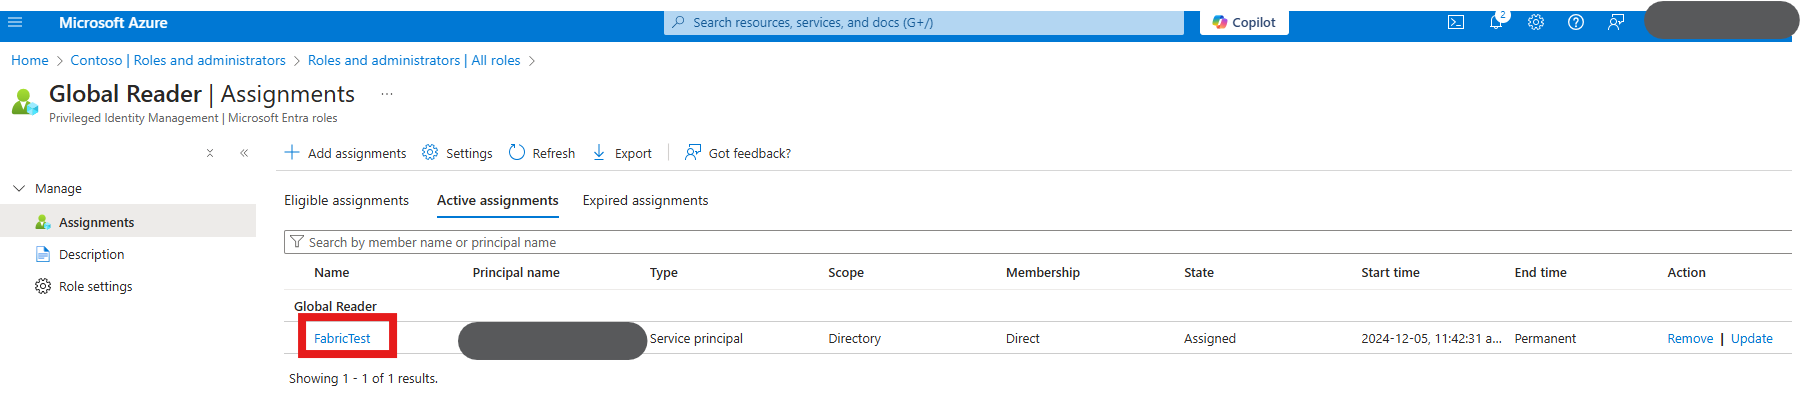 Microsoft Azure
Search resources, services, and docs (G+/)
Copilot
2
Home > Contoso | Roles and administrators > Roles and administrators | All roles >
Global Reader | Assignments ...
Privileged Identity Management | Microsoft Entra roles
Add assignments Settings Refresh Export | Got feedback?
Manage
Assignments
Description
Role settings
Eligible assignments Active assignments Expired assignments
Search by member name or principal name
Name Principal name Type Scope Membership State Start time End time Action
Global Reader
FabricTest Service principal Directory Direct Assigned 2024-12-05, 11:42:31 a... Permanent Remove | Update
Showing 1 - 1 of 1 results.